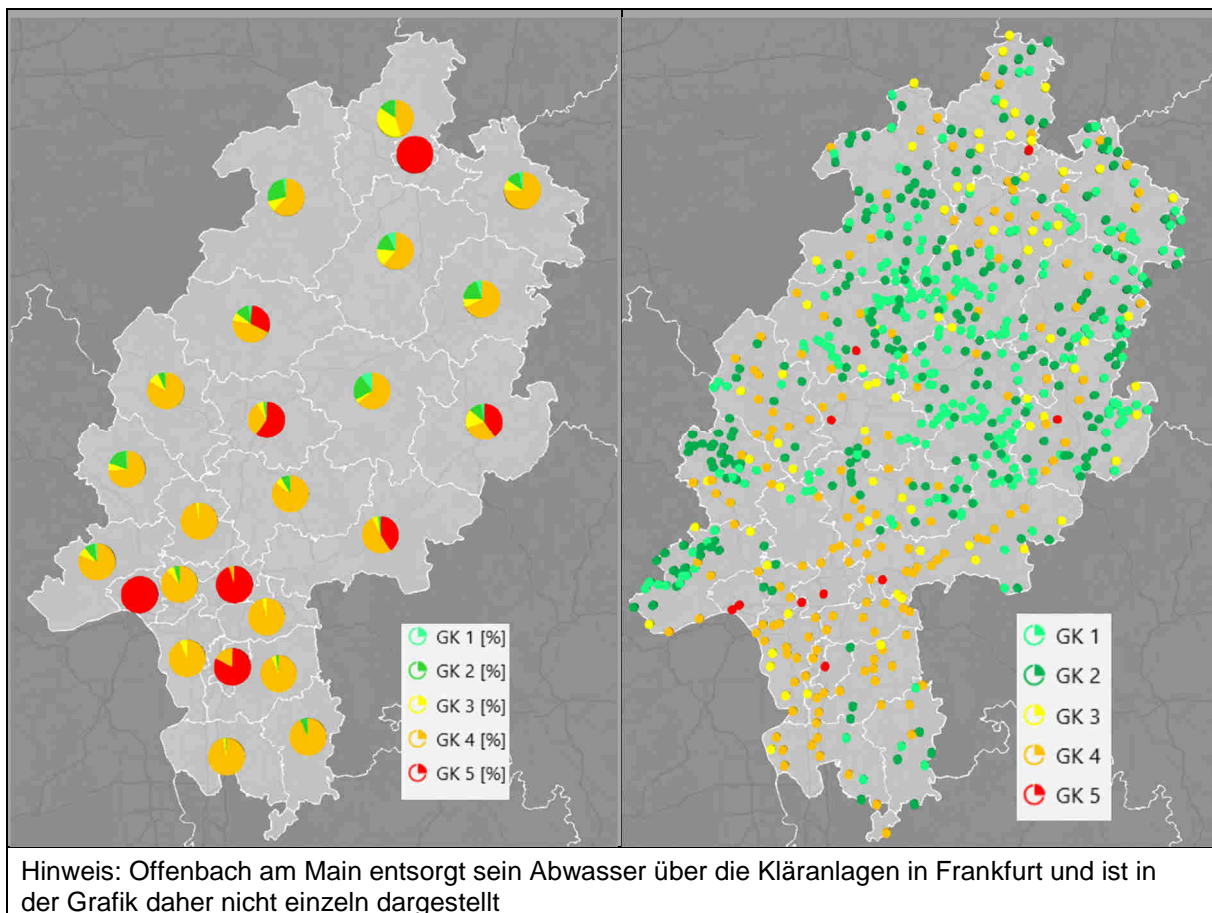 GK 1 [%]
GK 2 [%]
GK 3 [%]
GK 4 [%]
GK 5 [%]
GK 1
GK 2
GK 3
GK 4
GK 5
Hinweis: Offenbach am Main entsorgt sein Abwasser über die Kläranlagen in Frankfurt und ist in
der Grafik daher nicht einzeln dargestellt